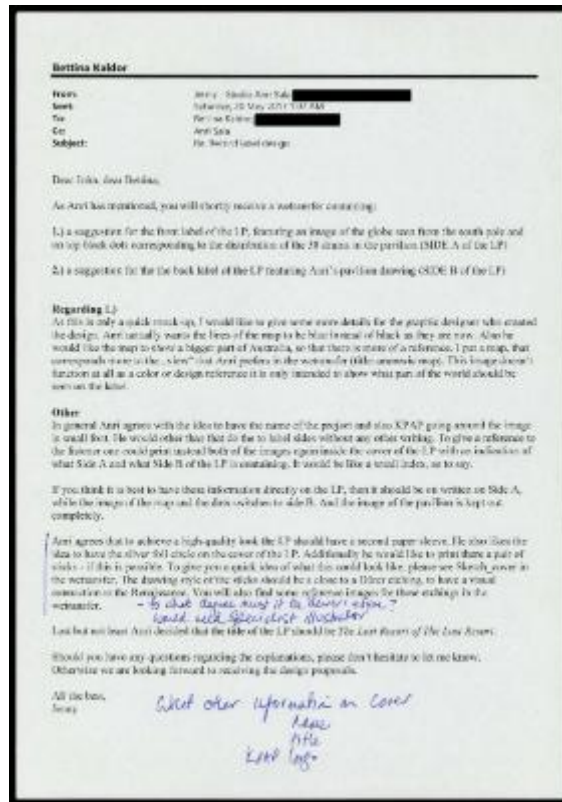 Bettina Kaldor
From: Jenny - Studio Anri Sala
Sent: Saturday, 20 May 2017 1:07 AM
To: Bettina Kaldor
Cc: Anri Sala
Subject: Re: Record label design
Dear John, dear Bettina,
As Anri has mentioned, you will shortly receive a wetransfer containing:
1.) a suggestion for the front label of the LP, featuring an image of the globe seen from the south pole and
on top black dots corresponding to the distribution of the 38 drums in the pavilion (SIDE A of the LP)
2.) a suggestion for the the back label of the LP featuring Anri's pavilion drawing (SIDE B of the LP)
Regarding 1.)
As this is only a quick mock-up, I would like to give some more details for the graphic designer who created
the design. Anri actually wants the lines of the map to be blue instead of black as they are now. Also he
would like the map to show a bigger part of Australia, so that there is more of a reference. I put a map, that
corresponds more to the „view" that Anri prefers in the wetransfer (title: map). This image doesn't
function at all as a color or design reference it is only intended to show what part of the world should be
seen on the label.
Other
In general Anri agrees with the idea to have the name of the project and also KPAP going around the image
in small font. He would other than that do the to label sides without any other writing. To give a reference to
the listener one could print instead both of the images again inside the cover of the LP with an indication of
what Side A and what Side B of the LP is containing. It would be like a small index, so to say.
If you think it is best to have these information directly on the LP, then it should be on written on Side A,
while the image of the map and the dots switches to side B. And the image of the pavilion is kept out
completely.
Anri agrees that to achieve a high-quality look the LP should have a second paper sleeve. He also likes the
idea to have the silver foil circle on the cover of the LP. Additionally he would like to print there a pair of
sticks - if this is possible. To give you a quick idea of what this could look like, please see Sketch_cover in
the wetransfer. The drawing style of the sticks should be a close to a Dürer etching, to have a visual
connection to the Renaissance. You will also find some reference images for these etchings in the
wetransfer. - to what degree must it be Dürer's etching?
Would need Specialist illustrator
Last but not least Anri decided that the title of the LP should be The Last Resort of The Last Resort.
Should you have any questions regarding the explanations, please don't hesitate to let me know.
Otherwise we are looking forward to receiving the design proposals.
All the best,
Jenny
What other information on cover
Name
title
KPAP logo